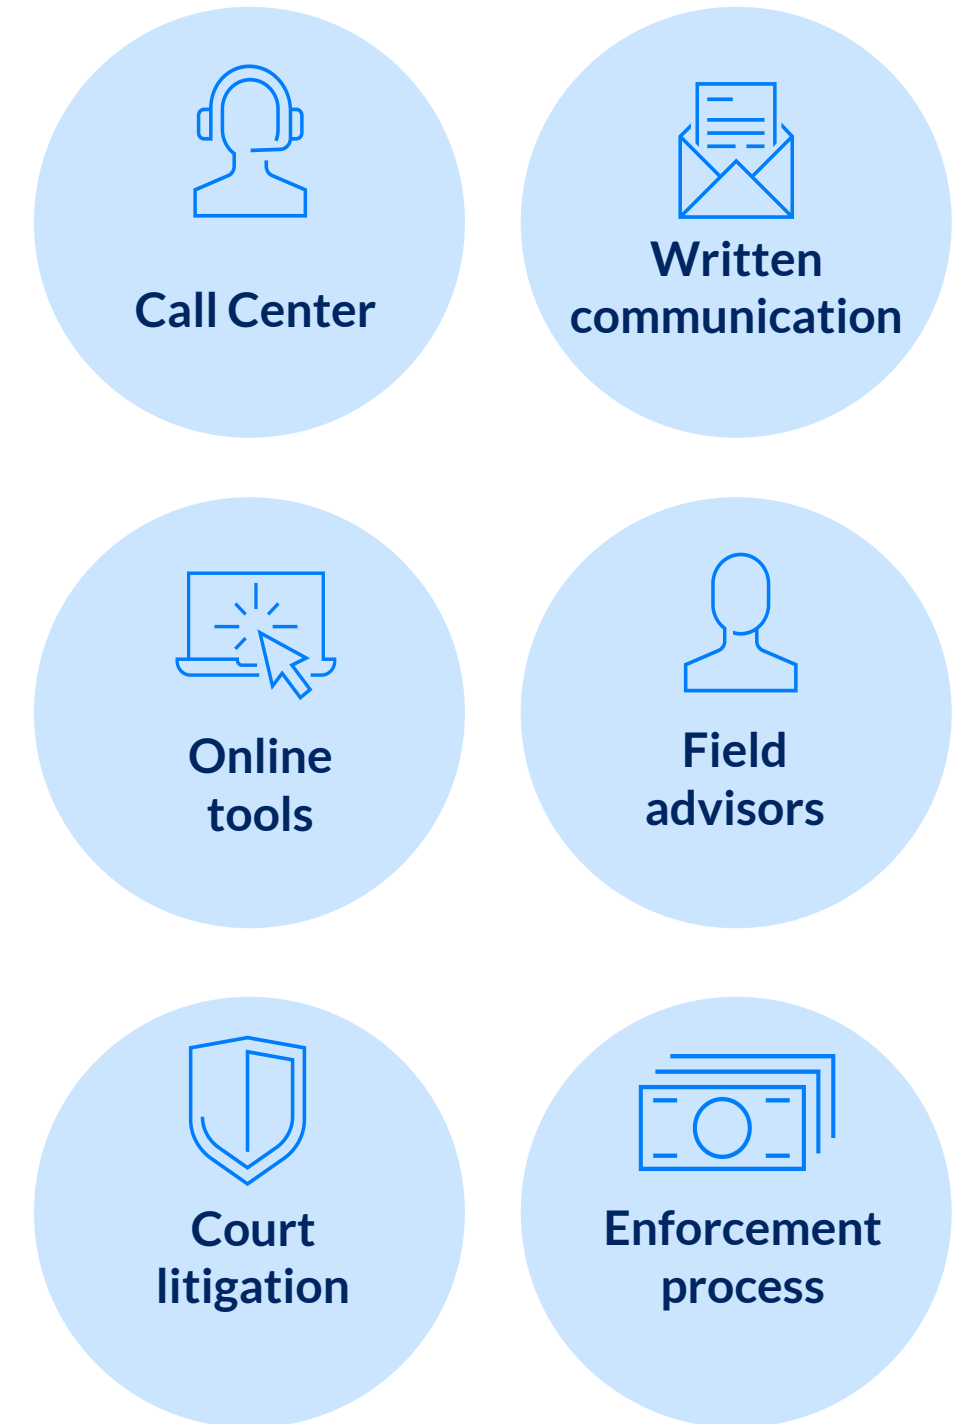 Call Center
Written
communication
Online
tools
Field
advisors
Court
litigation
Enforcement
process